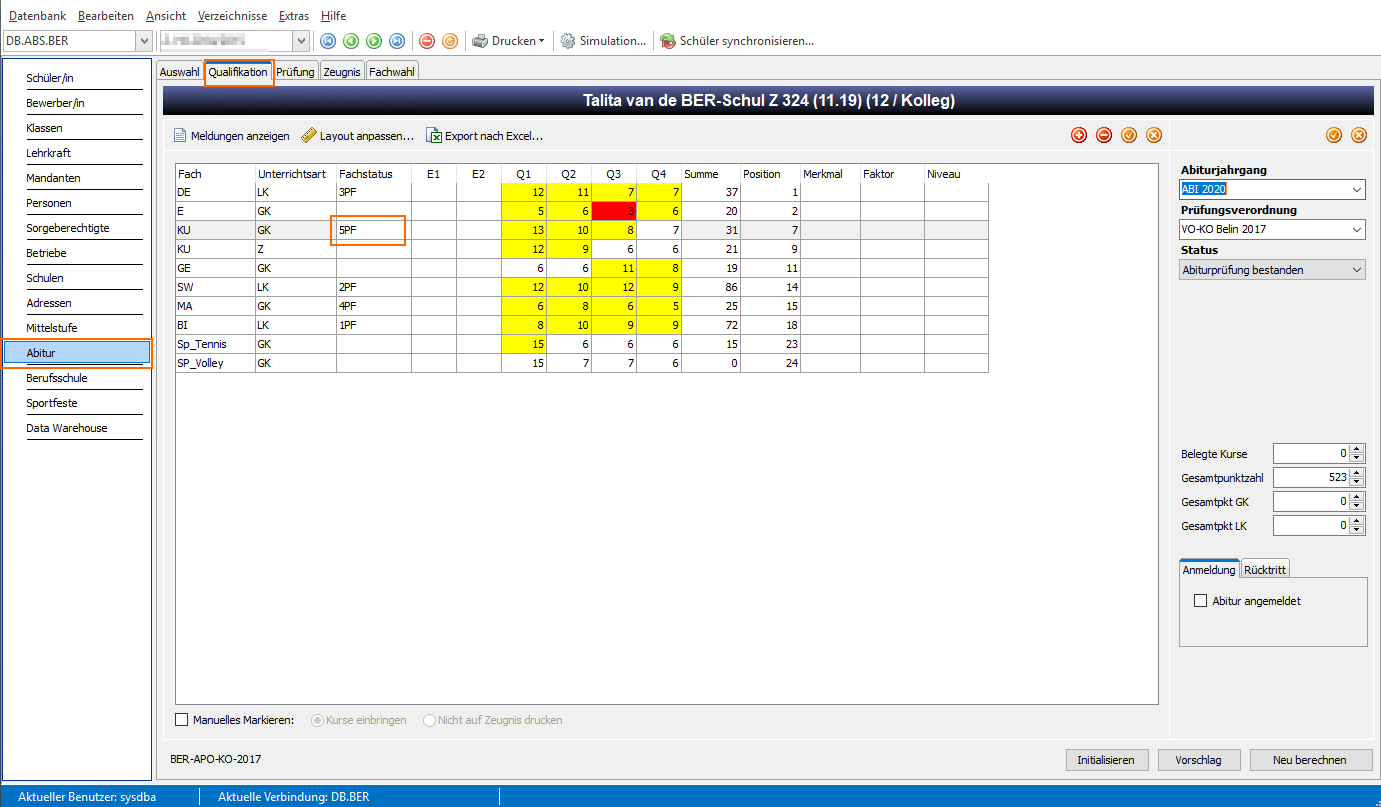 Datenbank Bearbeiten Ansicht Verzeichnisse Extras Hilfe
DB.ABS.BER Drucken Simulation... Schüler synchronisieren...
Schüler/in
Bewerber/in
Klassen
Lehrkraft
Mandanten
Personen
Sorgeberechtigte
Betriebe
Schulen
Adressen
Mittelstufe
Abitur
Berufsschule
Sportfeste
Data Warehouse
Auswahl Qualifikation Prüfung Zeugnis Fachwahl
Talita van de BER-Schul Z 324 (11.19) (12 / Kolleg)
Meldungen anzeigen Layout anpassen... Export nach Excel...
Fach Unterrichtsart Fachstatus E1 E2 Q1 Q2 Q3 Q4 Summe Position Merkmal Faktor Niveau
DE LK 3PF 12 11 7 7 37 1
E GK 5 6 3 6 20 2
KU GK 5PF 13 10 8 7 31 7
KU Z 12 9 6 6 21 9
GE GK 6 6 11 8 19 11
SW LK 2PF 12 10 12 9 86 14
MA GK 4PF 6 8 6 5 25 15
BI LK 1PF 8 10 9 9 72 18
Sp_Tennis GK 15 6 6 6 15 23
SP_Volley GK 15 7 7 6 0 24
Manuelles Markieren: Kurse einbringen Nicht auf Zeugnis drucken
Abiturjahrgang
ABI 2020
Prüfungsverordnung
VO-KO Belin 2017
Status
Abiturprüfung bestanden
Belegte Kurse 0
Gesamtpunktzahl 523
Gesamtpkt GK 0
Gesamtpkt LK 0
Anmeldung Rücktritt
Abitur angemeldet
BER-APO-KO-2017 Initialisieren Vorschlag Neu berechnen
Aktueller Benutzer: sysdba Aktuelle Verbindung: DB.BER